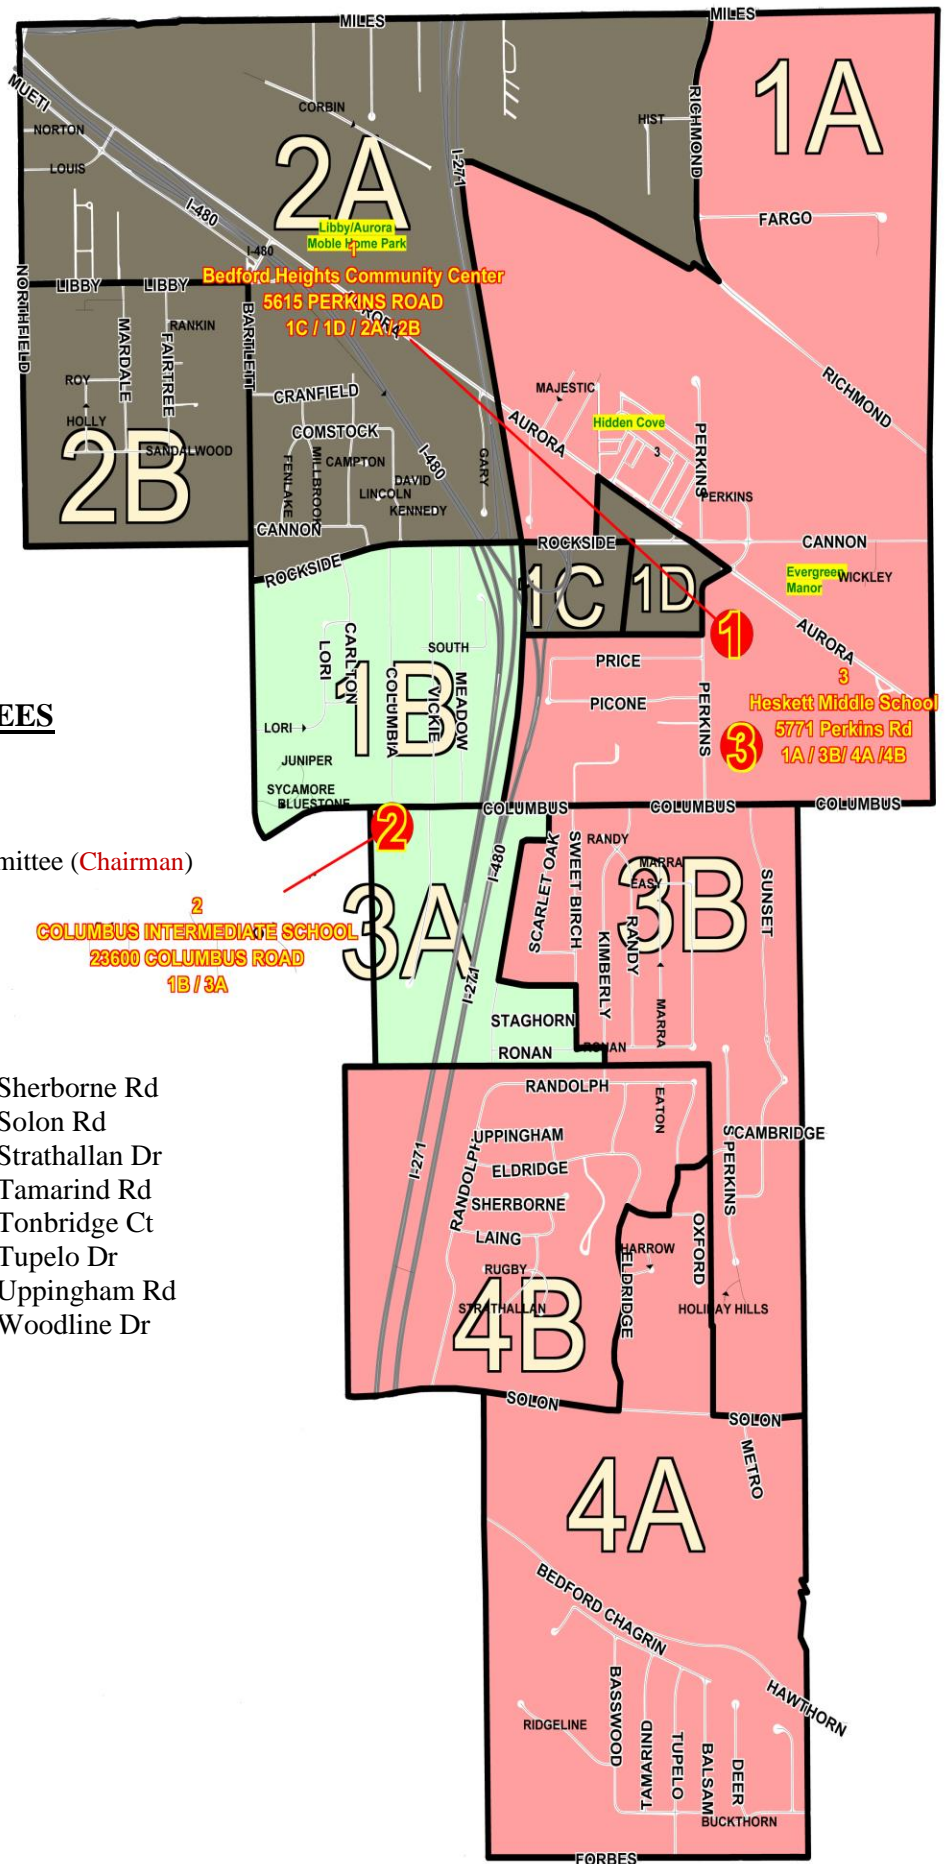 MILES
MILES
1A
MUETI
CORBIN
RICHMOND
HIST
NORTON
2A
I-271
LOUIS
I-480
FARGO
Libby/Aurora
Moble Home Park
I-480
1
Bedford Heights Community Center
5615 PERKINS ROAD
1C / 1D / 2A / 2B
NORTHFIELD
LIBBY
LIBBY
AURORA
BARTLETT
MARDALE
FAIRTREE
RANKIN
ROY
HOLLY
CRANFIELD
MAJESTIC
RICHMOND
AURORA
Hidden Cove
PERKINS
COMSTOCK
2B
SANDALWOOD
I-480
GARY
3
FENLAKE
MILLBROOK
CAMPTON
DAVID
LINCOLN
KENNEDY
PERKINS
CANNON
ROCKSIDE
CANNON
ROCKSIDE
1C
1D
Evergreen
Manor
WICKLEY
1
AURORA
LORI
CARLTON
SOUTH
1B
COLUMBIA
VICKIE
MEADOW
PRICE
PICONE
PERKINS
3
Heskett Middle School
5771 Perkins Rd
1A / 3B/ 4A /4B
EES
LORI
3
JUNIPER
SYCAMORE
BLUESTONE
COLUMBUS
COLUMBUS
COLUMBUS
2
mittee (Chairman)
I-480
SCARLET OAK
SWEET BIRCH
RANDY
MARRA
EASY
3B
SUNSET
3A
2
COLUMBUS INTERMEDIATE SCHOOL
23600 COLUMBUS ROAD
1B / 3A
KIMBERLY
RANDY
I-271
MARRA
STAGHORN
RONAN
RONAN
Sherborne Rd
Solon Rd
Strathallan Dr
Tamarind Rd
Tonbridge Ct
Tupelo Dr
Uppingham Rd
Woodline Dr
RANDOLPH
EATON
UPPINGHAM
S PERKINS
CAMBRIDGE
I-271
RANDOLPH
ELDRIDGE
SHERBORNE
LAING
OXFORD
HARROW
ELDRIDGE
RUGBY
STRATHALLAN
4B
HOLIDAY HILLS
SOLON
SOLON
METRO
4A
BEDFORD CHAGRIN
HAWTHORN
BASSWOOD
TAMARIND
TUPELO
BALSAM
DEER
RIDGELINE
BUCKTHORN
FORBES